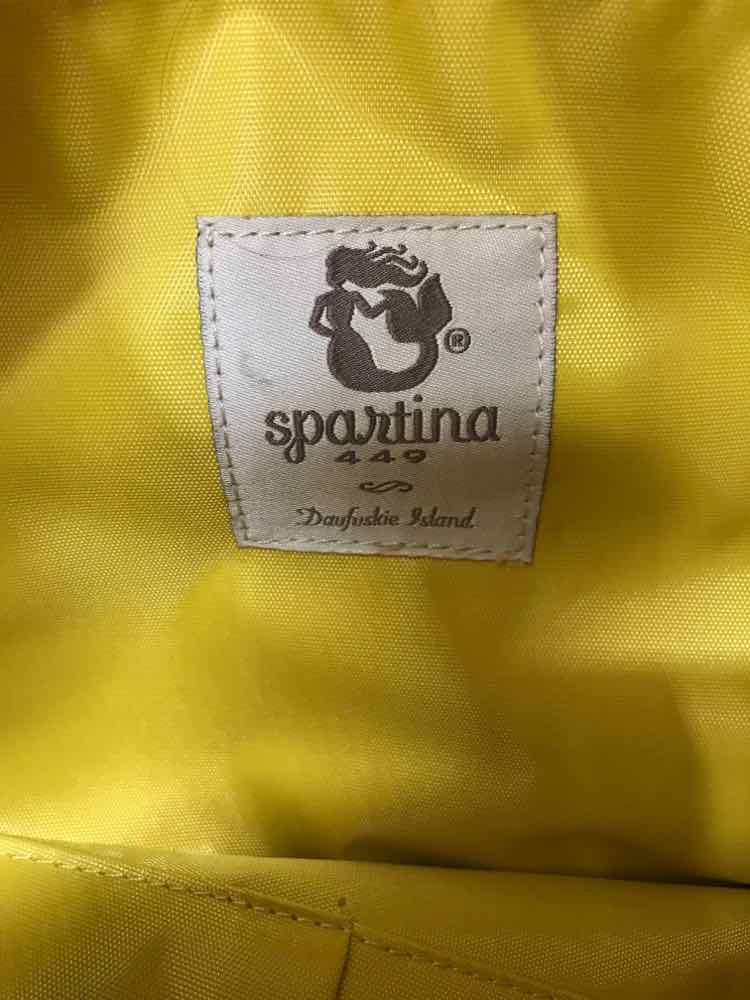 ®
spartina
449
Daufuskie Island